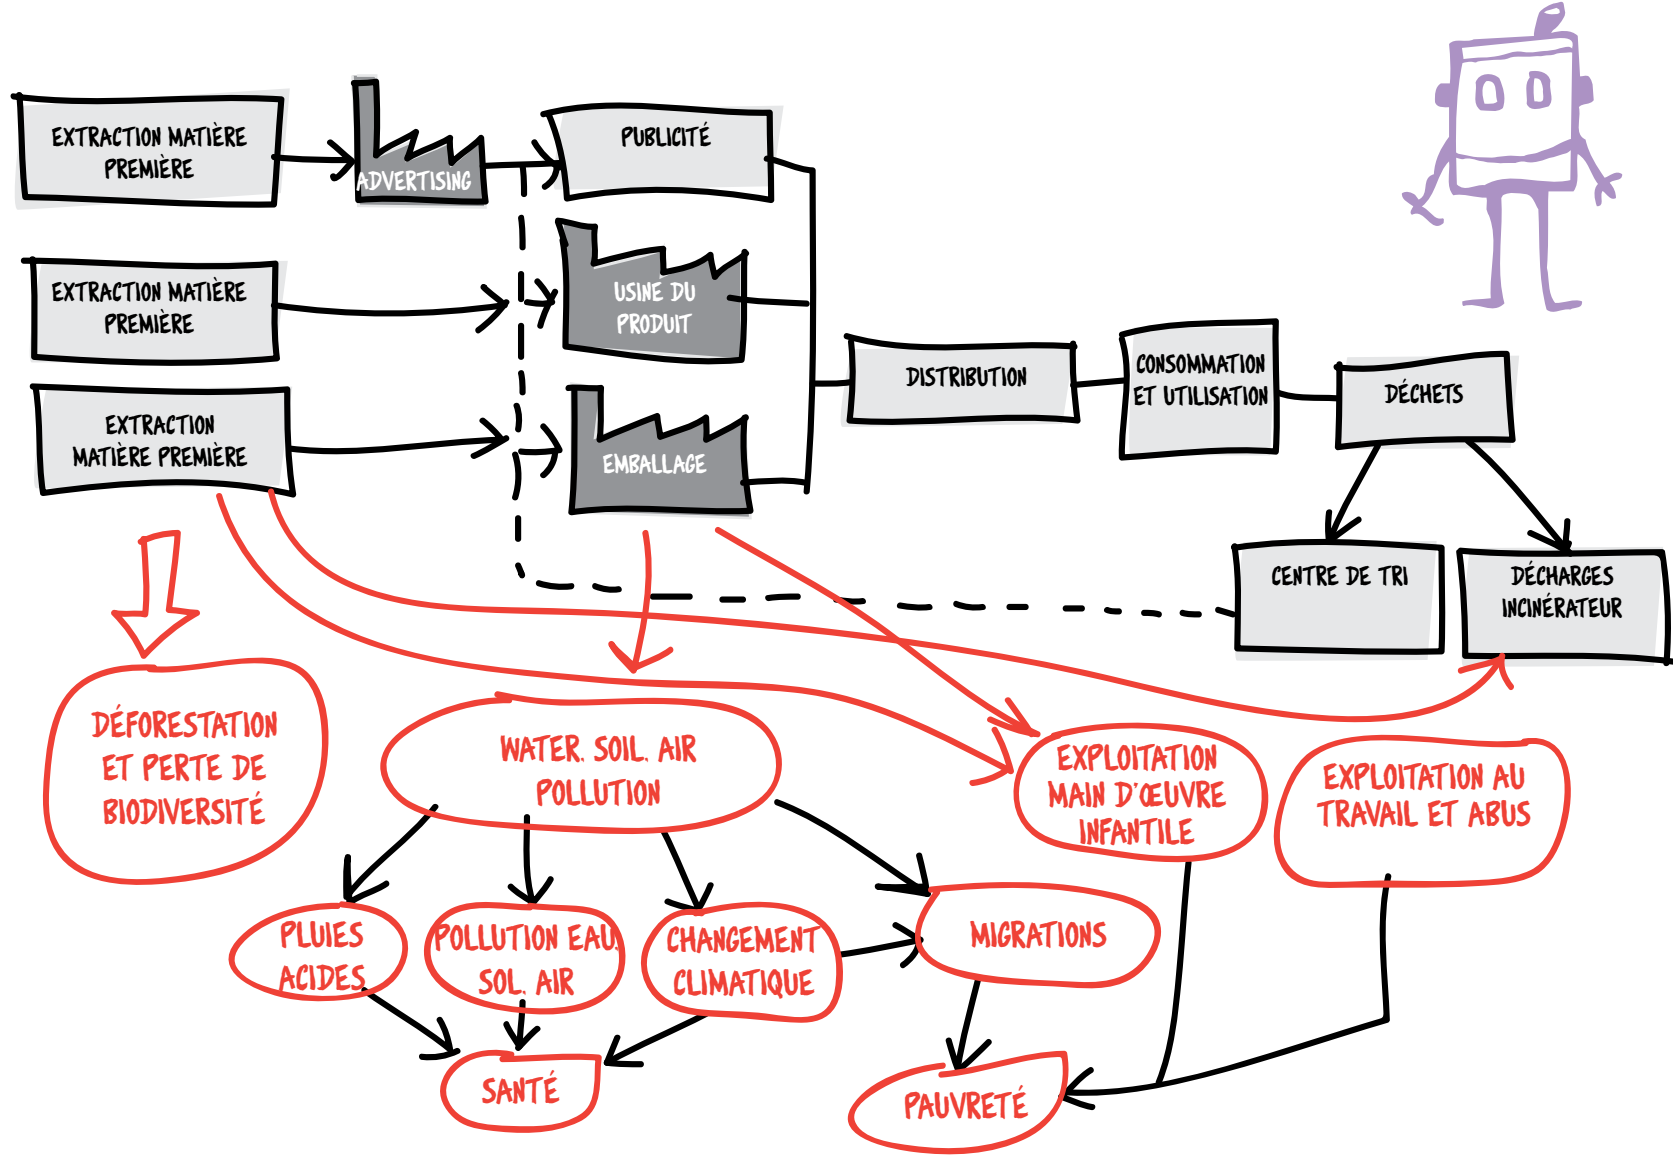 EXTRACTION MATIÈRE
PREMIÈRE
ADVERTISING
PUBLICITÉ
EXTRACTION MATIÈRE
PREMIÈRE
USINE DU
PRODUIT
EXTRACTION
MATIÈRE PREMIÈRE
EMBALLAGE
DISTRIBUTION
CONSOMMATION
ET UTILISATION
DÉCHETS
CENTRE DE TRI
DÉCHARGES
INCINÉRATEUR
DÉFORESTATION
ET PERTE DE
BIODIVERSITÉ
WATER, SOIL, AIR
POLLUTION
EXPLOITATION
MAIN D'ŒUVRE
INFANTILE
EXPLOITATION AU
TRAVAIL ET ABUS
PLUIES
ACIDES
POLLUTION EAU,
SOL, AIR
CHANGEMENT
CLIMATIQUE
MIGRATIONS
SANTÉ
PAUVRETÉ